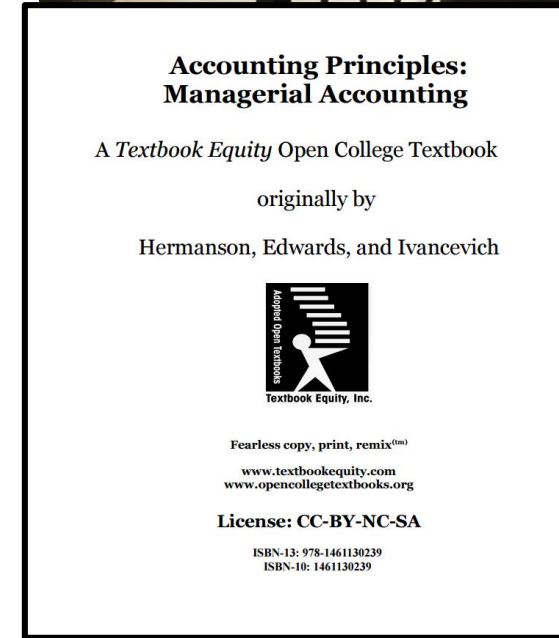 Accounting Principles:
Managerial Accounting
A Textbook Equity Open College Textbook
originally by
Hermanson, Edwards, and Ivancevich
Adopted Open Textbooks
Textbook Equity, Inc.
Fearless copy, print, remix(tm)
www.textbookequity.com
www.opencollegetextbooks.org
License: CC-BY-NC-SA
ISBN-13: 978-1461130239
ISBN-10: 1461130239